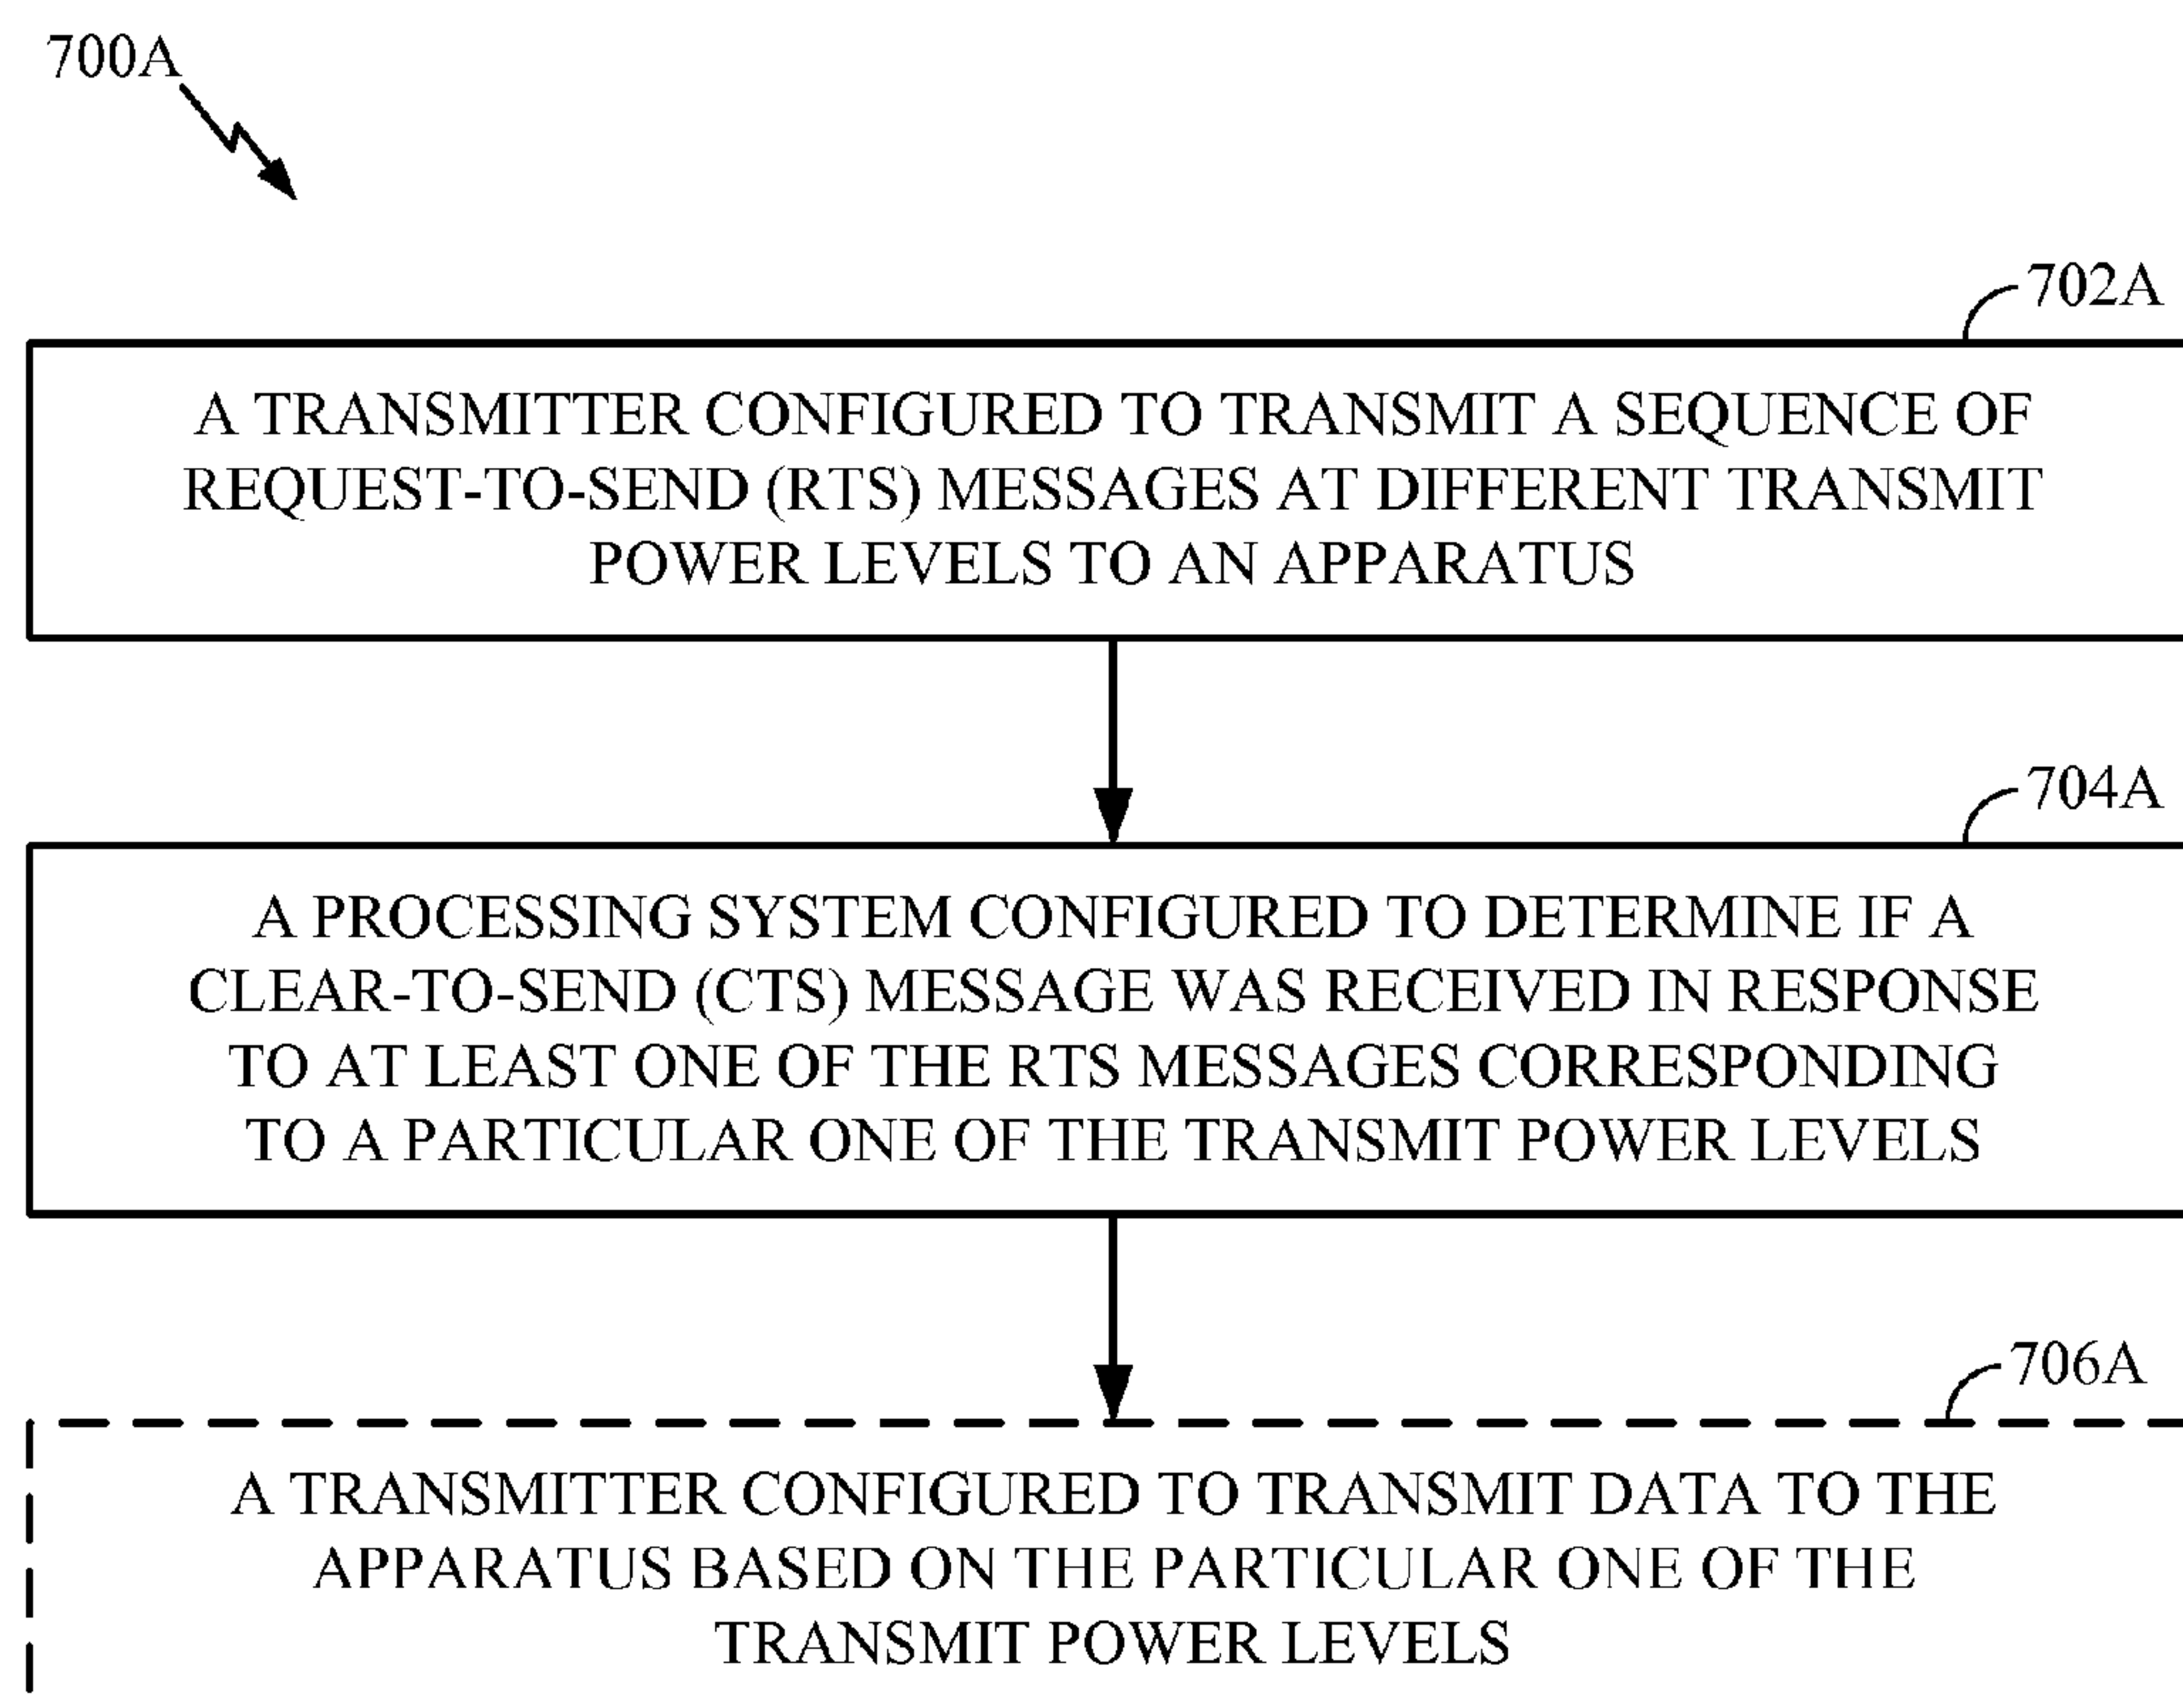 700A
702A
A TRANSMITTER CONFIGURED TO TRANSMIT A SEQUENCE OF
REQUEST-TO-SEND (RTS) MESSAGES AT DIFFERENT TRANSMIT
POWER LEVELS TO AN APPARATUS
704A
A PROCESSING SYSTEM CONFIGURED TO DETERMINE IF A
CLEAR-TO-SEND (CTS) MESSAGE WAS RECEIVED IN RESPONSE
TO AT LEAST ONE OF THE RTS MESSAGES CORRESPONDING
TO A PARTICULAR ONE OF THE TRANSMIT POWER LEVELS
706A
A TRANSMITTER CONFIGURED TO TRANSMIT DATA TO THE
APPARATUS BASED ON THE PARTICULAR ONE OF THE
TRANSMIT POWER LEVELS